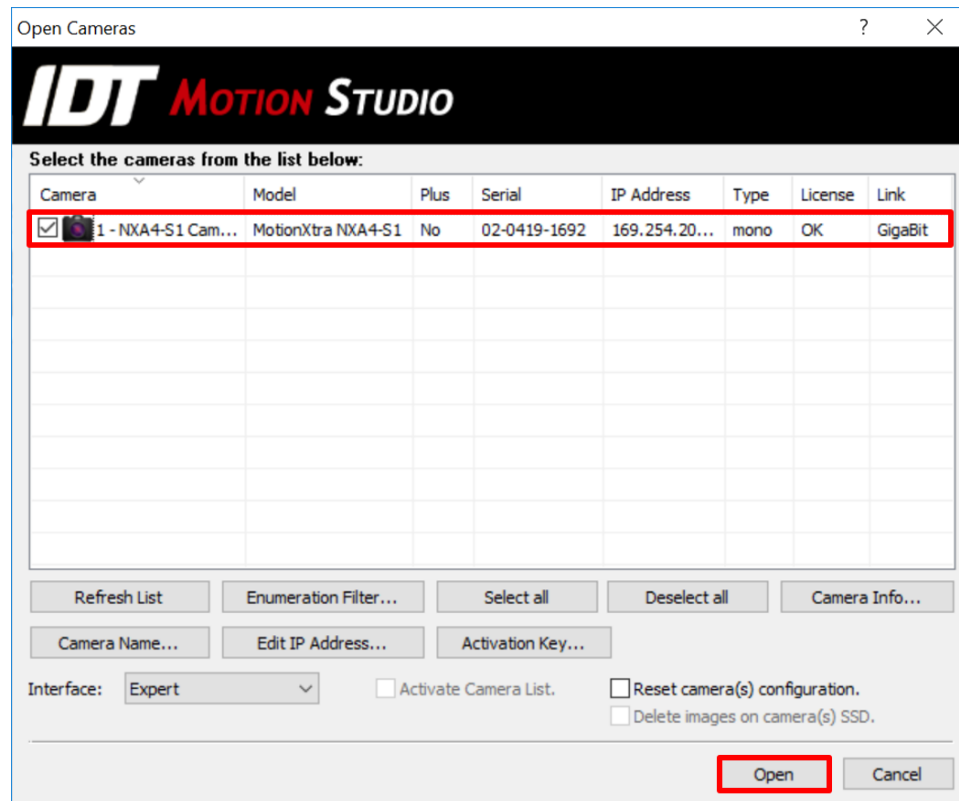 Open Cameras ?
IDT MOTION STUDIO
Select the cameras from the list below:
Camera Model Plus Serial IP Address Type License Link
1 - NXA4-S1 Cam... MotionXtra NXA4-S1 No 02-0419-1692 169.254.20... mono OK GigaBit
Refresh List Enumeration Filter... Select all Deselect all Camera Info...
Camera Name... Edit IP Address... Activation Key...
Interface: Expert Activate Camera List. Reset camera(s) configuration.
Delete images on camera(s) SSD.
Open Cancel